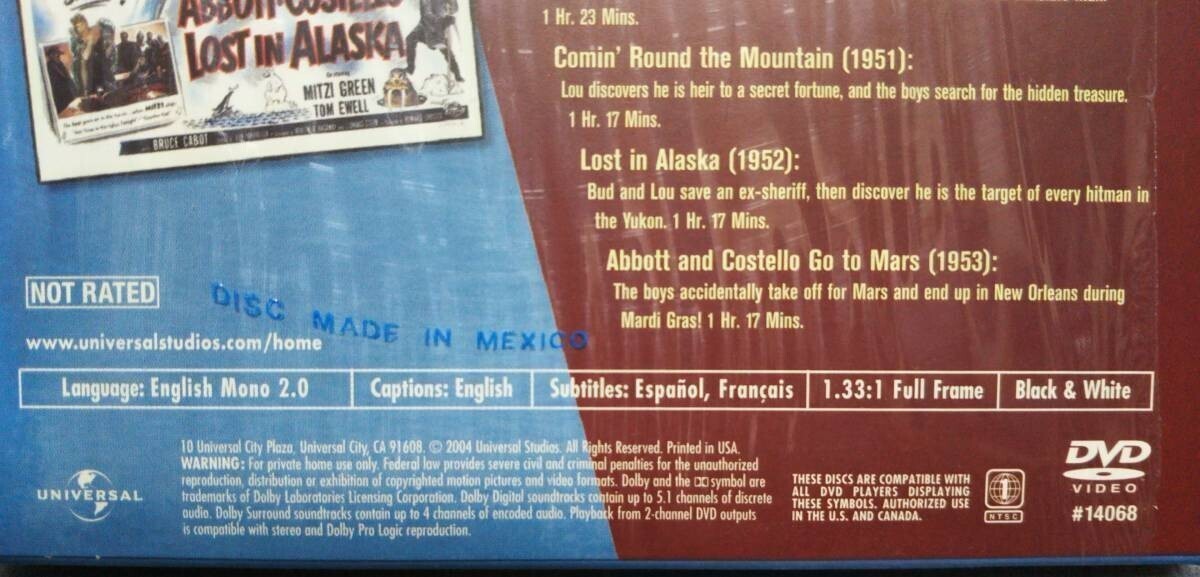 ABBOTT COSTELLO
LOST IN ALASKA
MITZI GREEN
TOM EWELL
BRUCE CABOT
1 Hr. 23 Mins.
Comin' Round the Mountain (1951):
Lou discovers he is heir to a secret fortune, and the boys search for the hidden treasure.
1 Hr. 17 Mins.
Lost in Alaska (1952):
Bud and Lou save an ex-sheriff, then discover he is the target of every hitman in
the Yukon. 1 Hr. 17 Mins.
Abbott and Costello Go to Mars (1953):
The boys accidentally take off for Mars and end up in New Orleans during
Mardi Gras! 1 Hr. 17 Mins.
NOT RATED
DISC MADE IN MEXICO
www.universalstudios.com/home
Language: English Mono 2.0 Captions: English Subtitles: Español, Français 1.33:1 Full Frame Black & White
10 Universal City Plaza, Universal City, CA 91608. © 2004 Universal Studios. All Rights Reserved. Printed in USA.
WARNING: For private home use only. Federal law provides severe civil and criminal penalties for the unauthorized
reproduction, distribution or exhibition of copyrighted motion pictures and video formats. Dolby and the symbol are
trademarks of Dolby Laboratories Licensing Corporation. Dolby Digital soundtracks contain up to 5.1 channels of discrete
audio. Dolby Surround soundtracks contain up to 4 channels of encoded audio. Playback from 2-channel DVD outputs
is compatible with stereo and Dolby Pro Logic reproduction.
UNIVERSAL
THESE DISCS ARE COMPATIBLE WITH
ALL DVD PLAYERS DISPLAYING
THESE SYMBOLS. AUTHORIZED USE
IN THE U.S. AND CANADA.
1
NTSC
DVD
VIDEO
#14068